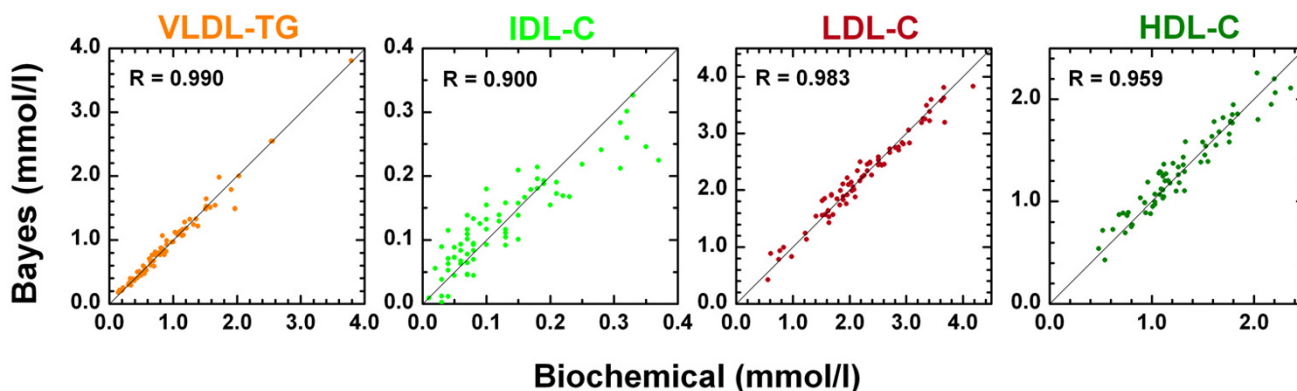 VLDL-TG IDL-C LDL-C HDL-C
4.0 0.4 4.0 2.0
R = 0.990 R = 0.900 R = 0.983 R = 0.959
3.0 0.3 3.0
2.0 0.2 2.0 1.0
1.0 0.1 1.0
0.0 0.0 0.0 0.0
0.0 1.0 2.0 3.0 4.0 0.0 0.1 0.2 0.3 0.4 0.0 1.0 2.0 3.0 4.0 0.0 1.0 2.0
Bayes (mmol/l)
Biochemical (mmol/l)